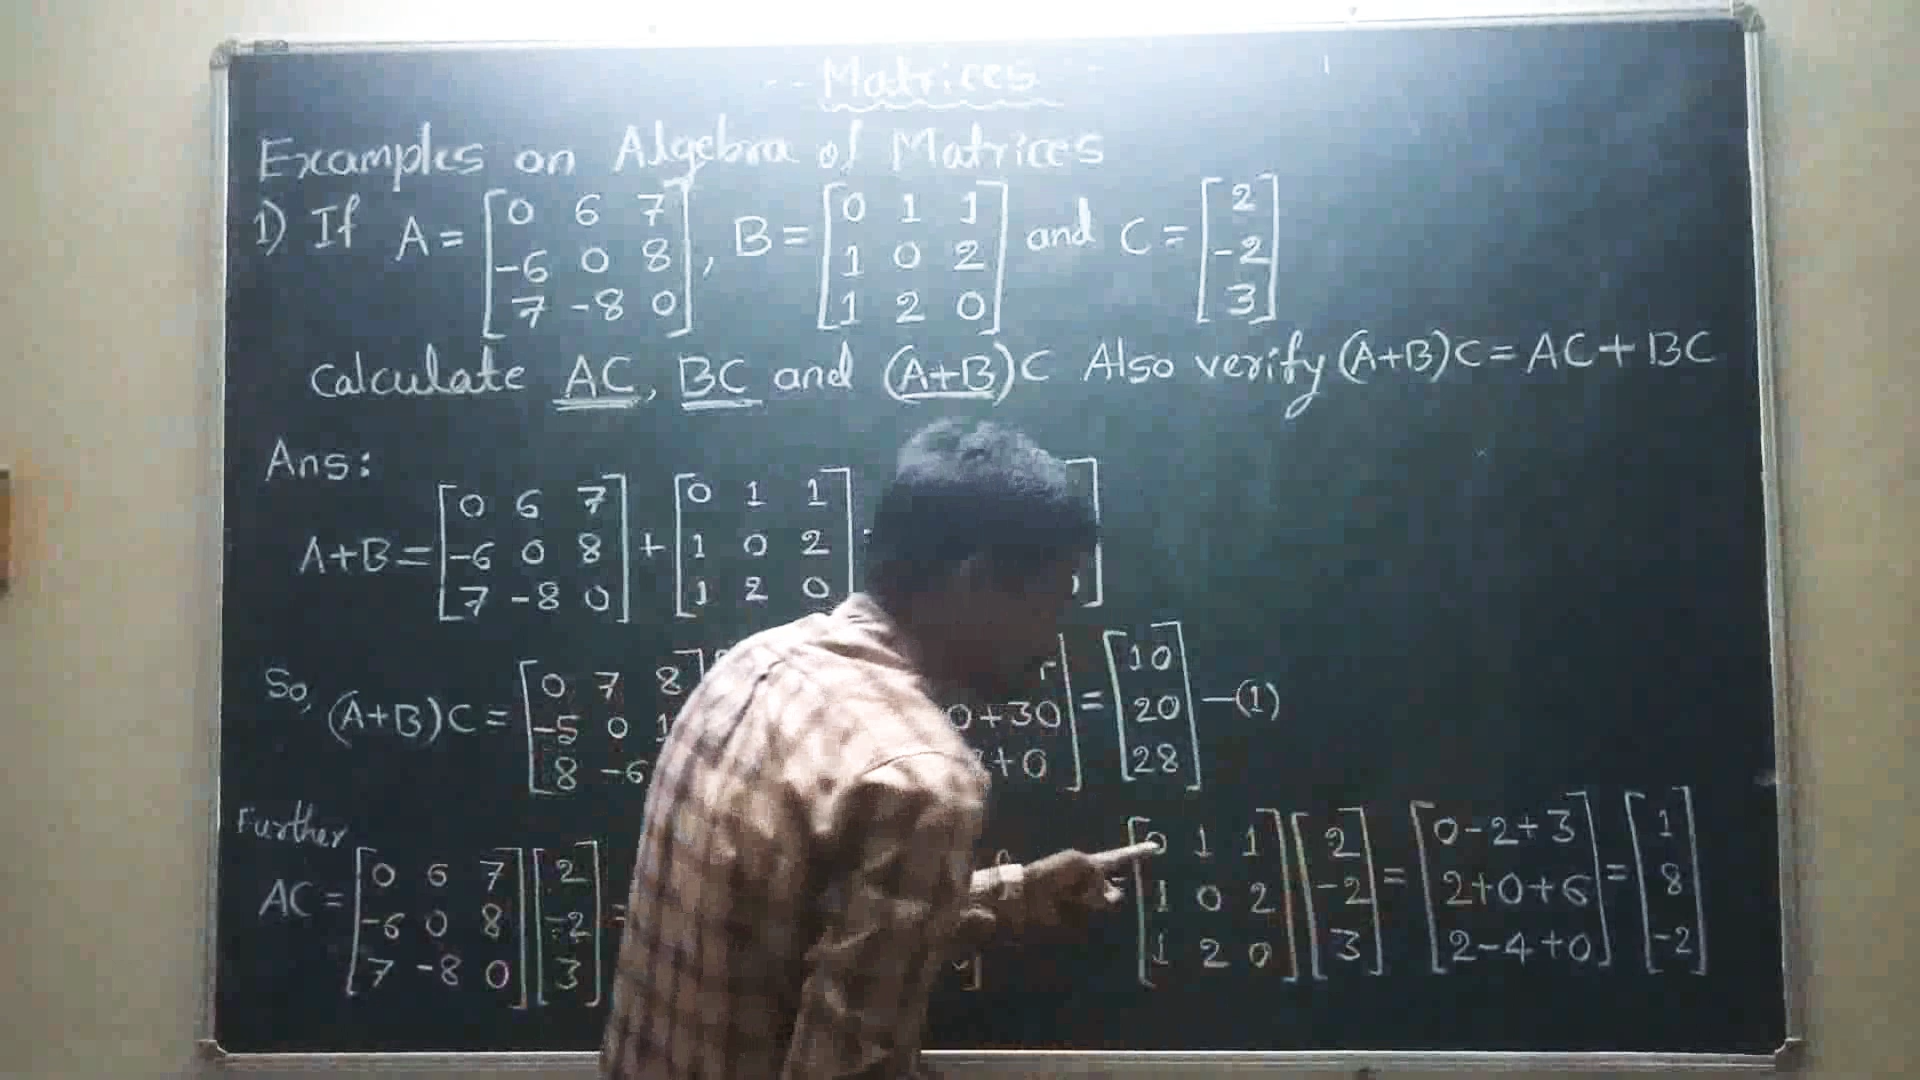 Matrices
Examples on Algebra of Matrices
1) If A = [0 6 7; -6 0 8; 7 -8 0], B = [0 1 1; 1 0 2; 1 2 0] and C = [2; -2; 3]
Calculate AC, BC and (A+B)C Also verify (A+B)C = AC + BC
Ans:
A+B = [0 6 7; -6 0 8; 7 -8 0] + [0 1 1; 1 0 2; 1 2 0]
So, (A+B)C = [0 7 8; -5 0 1; 8 -6 0+30; +0] = [10; 20; 28] —(1)
Further
AC = [0 6 7; -6 0 8; 7 -8 0] [2; -2; 3] = [0 1 1; 1 0 2; 1 2 0] [2; -2; 3] = [0-2+3; 2+0+6; 2-4+0] = [1; 8; -2]